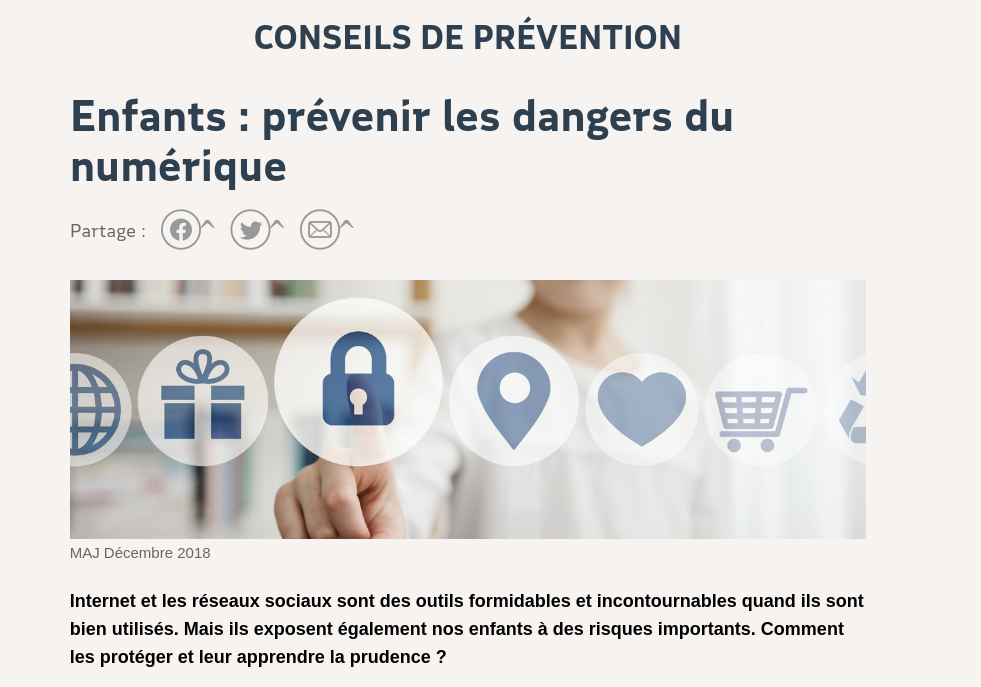 CONSEILS DE PRÉVENTION
Enfants : prévenir les dangers du
numérique
Partage :
MAJ Décembre 2018
Internet et les réseaux sociaux sont des outils formidables et incontournables quand ils sont
bien utilisés. Mais ils exposent également nos enfants à des risques importants. Comment
les protéger et leur apprendre la prudence ?